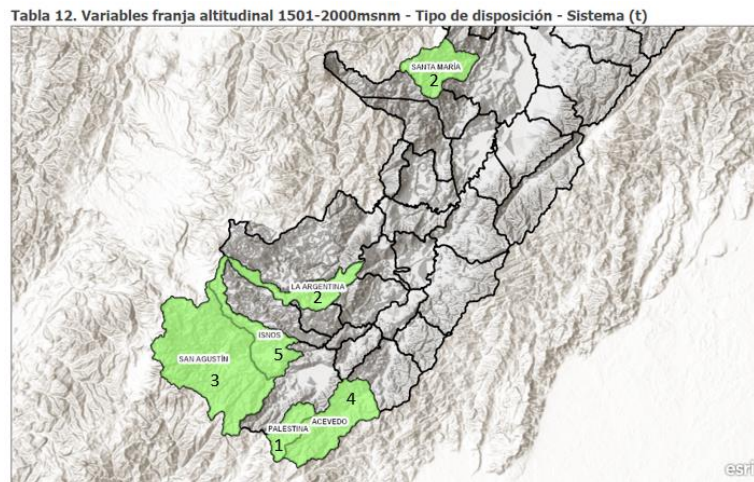 Tabla 12. Variables franja altitudinal 1501-2000msnm - Tipo de disposición - Sistema (t)
SANTA MARÍA
2
LA ARGENTINA
2
ISNOS
5
SAN AGUSTÍN
3
4
PALESTINA
ACEVEDO
1
esri